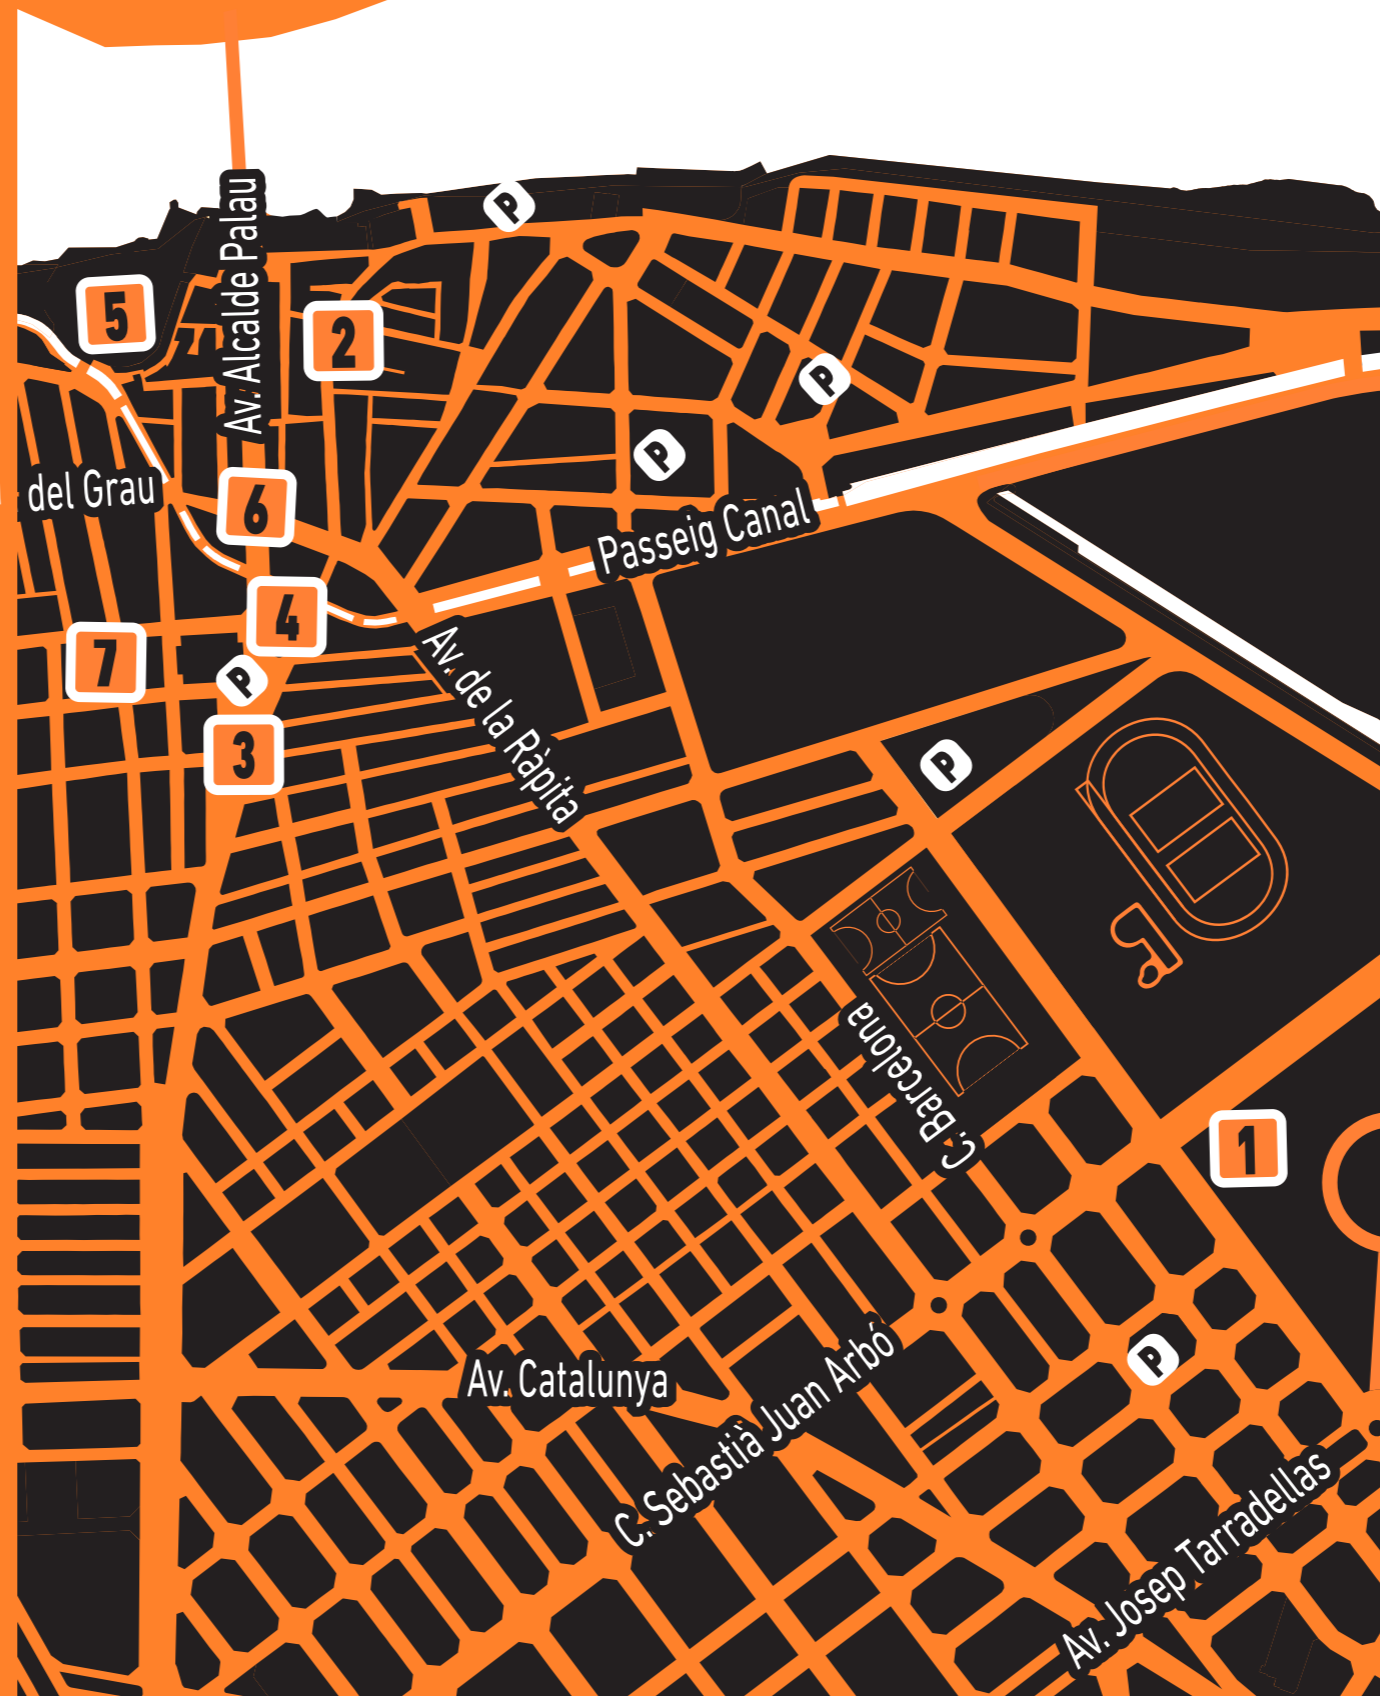 P
Av. Alcalde Palau
5
2
P
P
del Grau
6
Passeig Canal
4
7
P
Av. de la Ràpita
3
P
C. Barcelona
1
P
C. Sebastià Juan Arbó
Av. Catalunya
Av. Josep Tarradellas